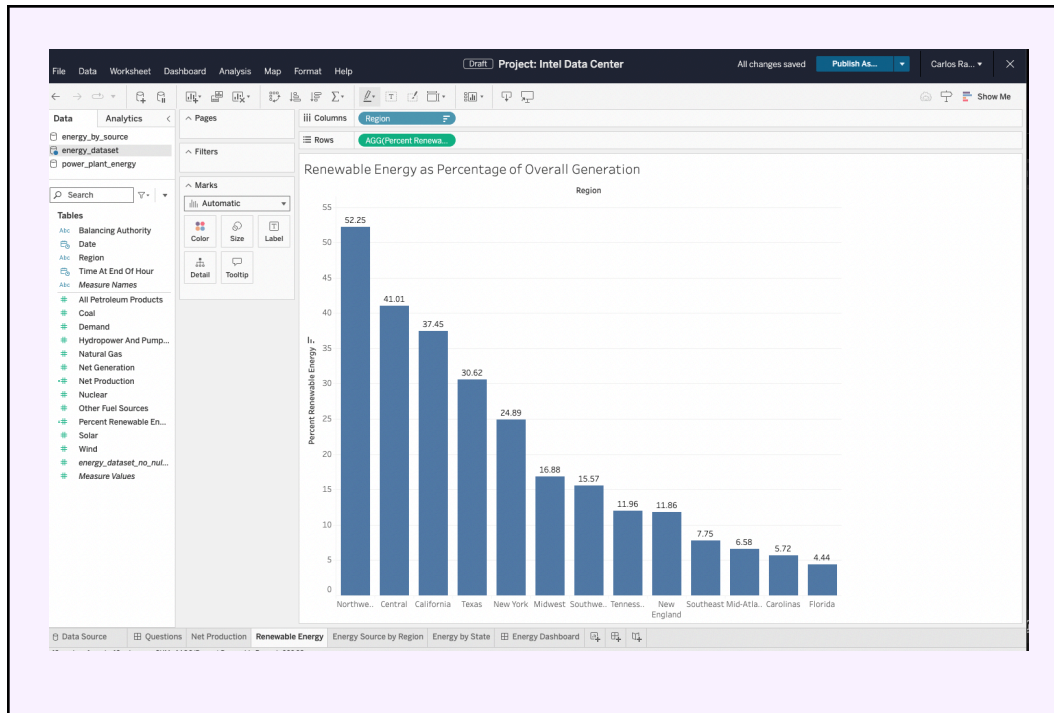 Draft Project: Intel Data Center
All changes saved
Publish As...
Carlos Ra...
File Data Worksheet Dashboard Analysis Map Format Help
Show Me
Data Analytics
energy_by_source
energy_dataset
power_plant_energy
Search
Tables
Abc Balancing Authority
Date
Abc Region
Time At End Of Hour
Abc Measure Names
# All Petroleum Products
# Coal
# Demand
# Hydropower And Pump...
# Natural Gas
# Net Generation
# Net Production
# Nuclear
# Other Fuel Sources
# Percent Renewable En...
# Solar
# Wind
# energy_dataset_no_nul...
# Measure Values
Pages
Filters
Marks
Automatic
Color Size Label
Detail Tooltip
Columns Region
Rows AGG(Percent Renewa...
Renewable Energy as Percentage of Overall Generation
Region
Percent Renewable Energy
55
50
45
40
35
30
25
20
15
10
5
0
52.25
41.01
37.45
30.62
24.89
16.88
15.57
11.96
11.86
7.75
6.58
5.72
4.44
Northwe.. Central California Texas New York Midwest Southwe.. Tenness.. New England Southeast Mid-Atla.. Carolinas Florida
Data Source Questions Net Production Renewable Energy Energy Source by Region Energy by State Energy Dashboard